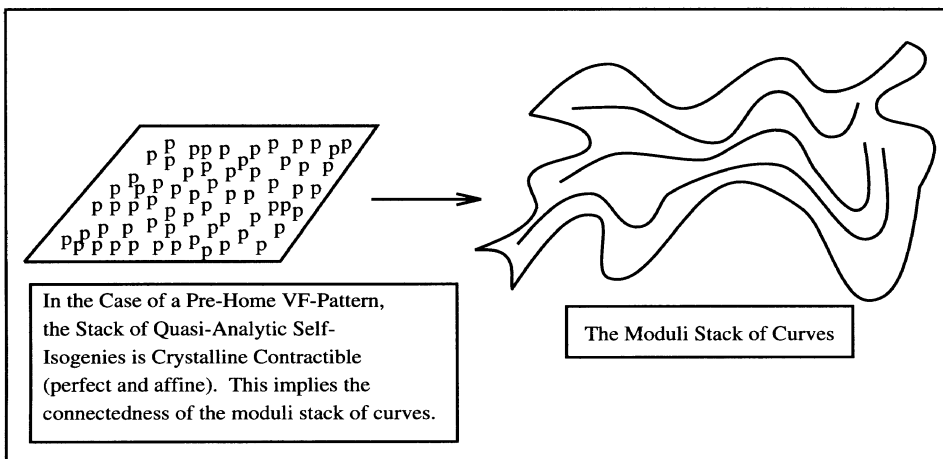 In the Case of a Pre-Home VF-Pattern,
the Stack of Quasi-Analytic Self-
Isogenies is Crystalline Contractible
(perfect and affine). This implies the
connectedness of the moduli stack of curves.
The Moduli Stack of Curves